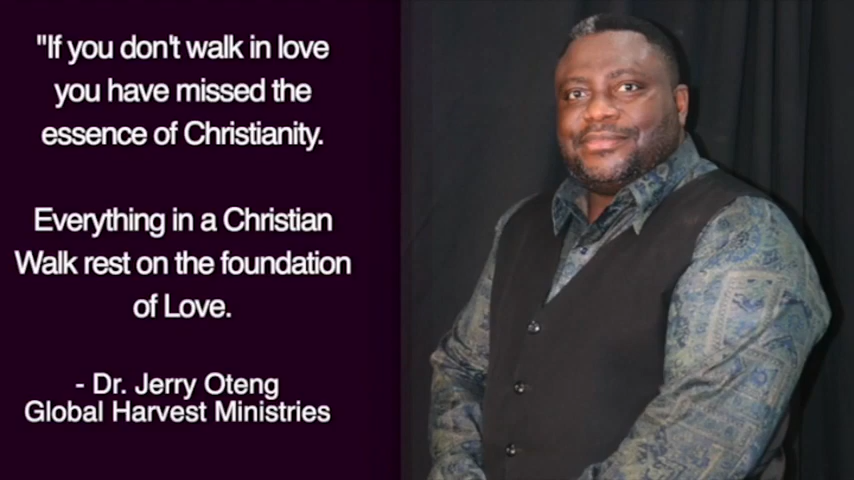 "If you don't walk in love
you have missed the
essence of Christianity.
Everything in a Christian
Walk rest on the foundation
of Love.
- Dr. Jerry Oteng
Global Harvest Ministries